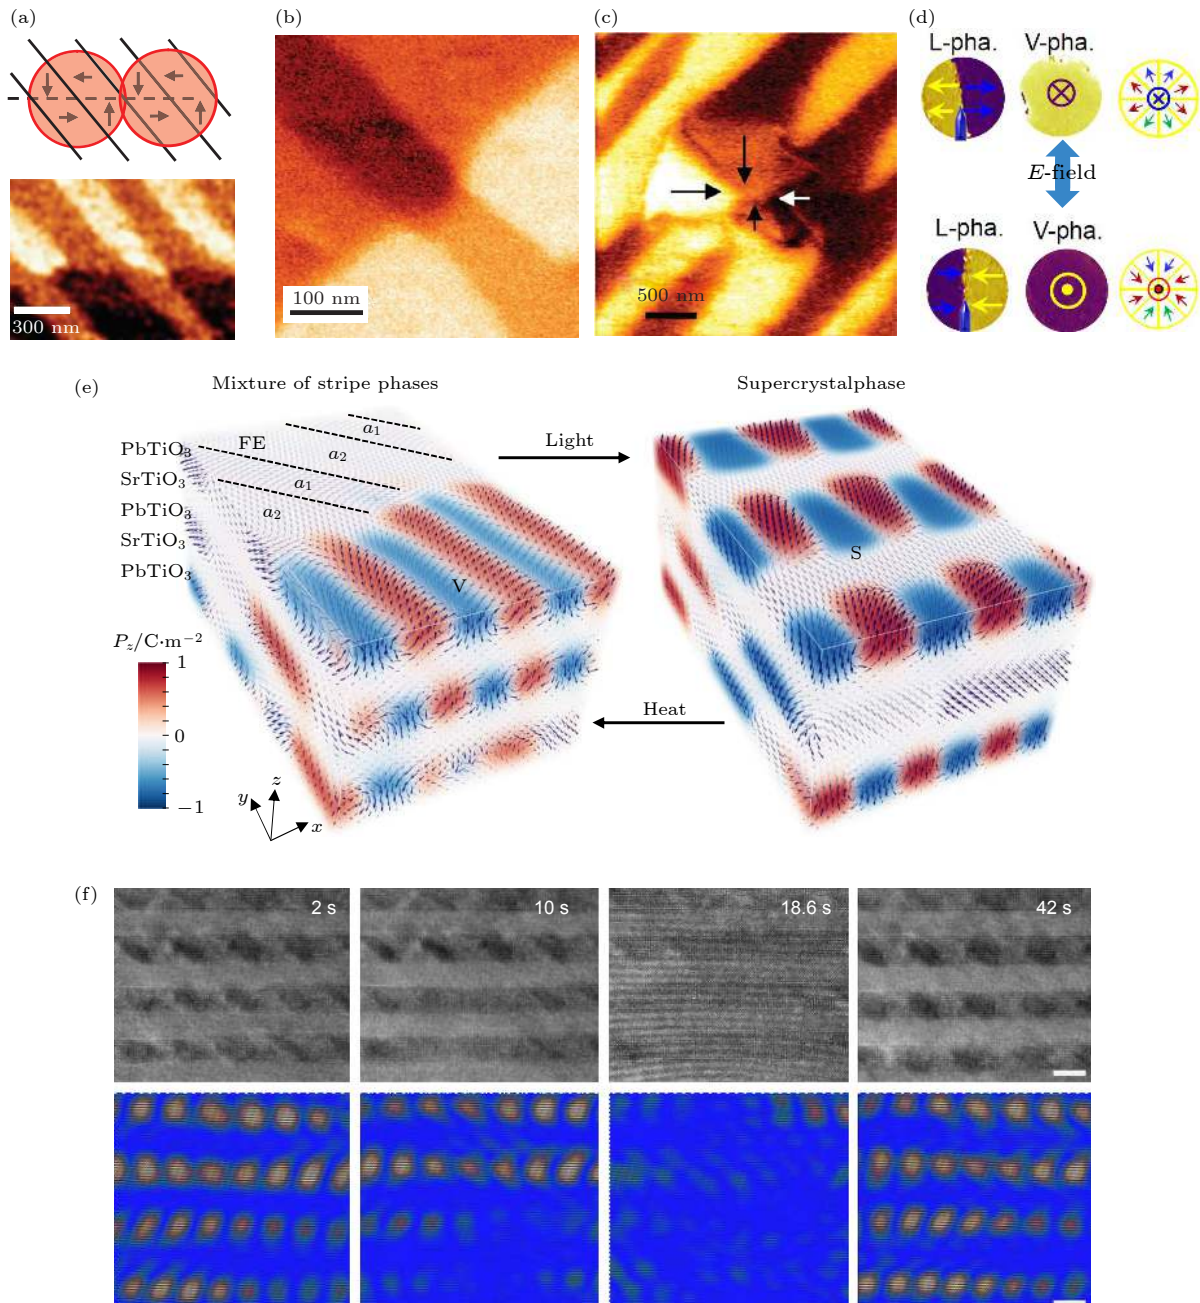 (a)
300 nm
(b)
100 nm
(c)
500 nm
(d)
L-pha. V-pha.
E-field
L-pha. V-pha.
(e)
Mixture of stripe phases
Supercrystalphase
PbTiO3
SrTiO3
PbTiO3
SrTiO3
PbTiO3
FE
a1
a2
a1
a2
V
Light
S
Heat
Pz/C·m−2
1
0
−1
z
y
x
(f)
2 s
10 s
18.6 s
42 s